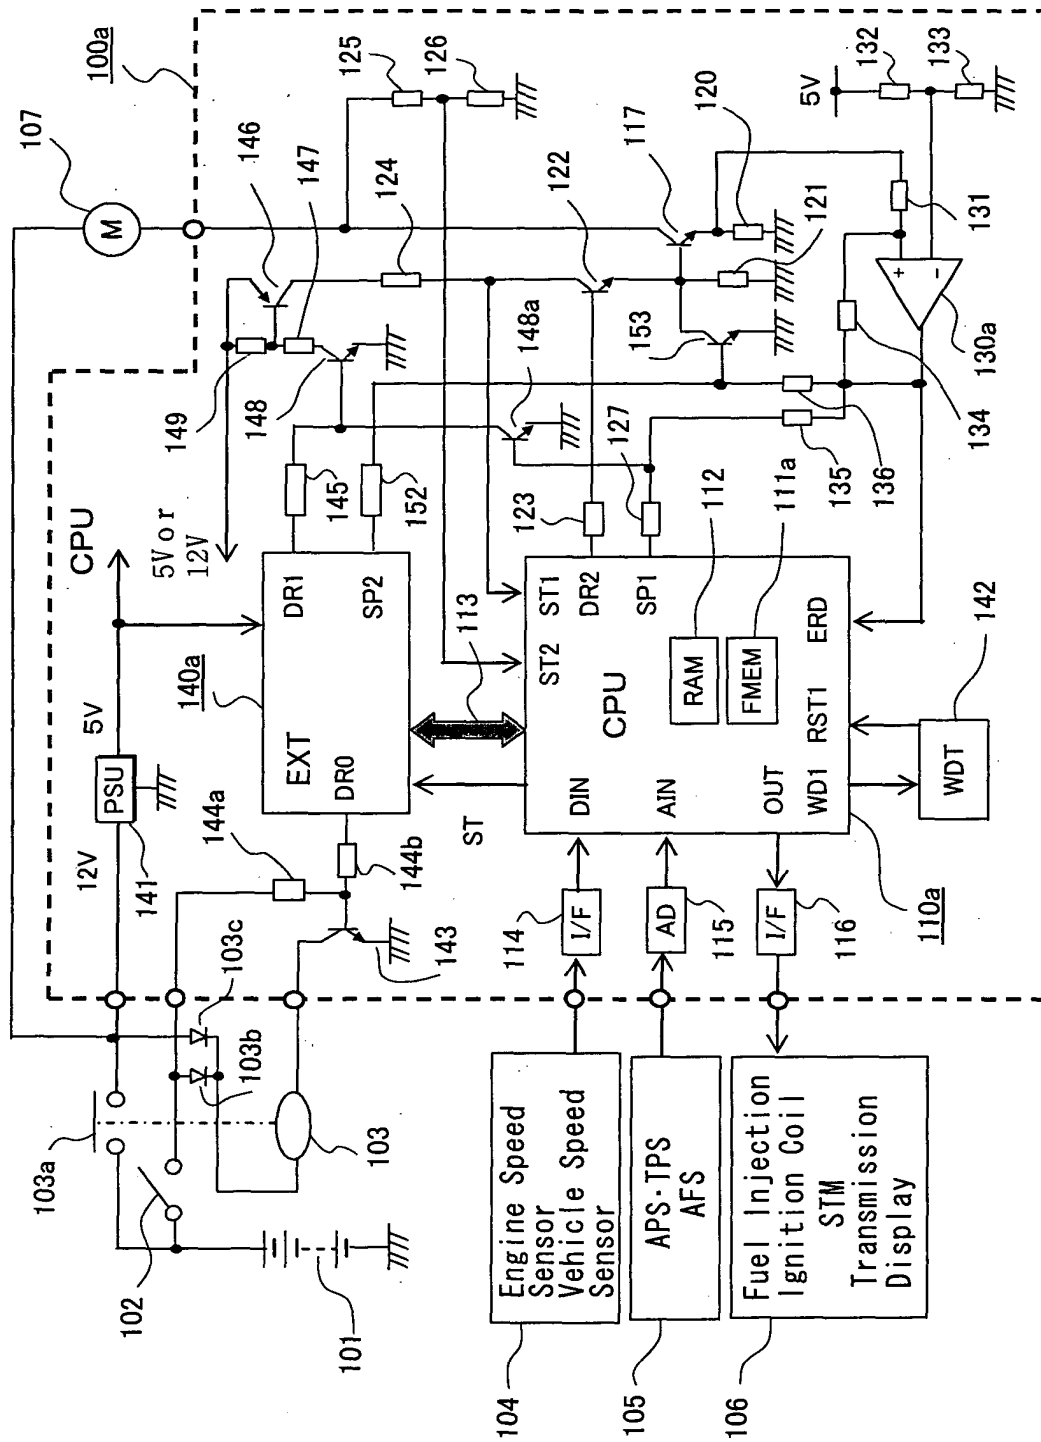 100a
107
M
125
126
146
147
124
122
117
120
121
5V
132
133
131
130a
134
136
135
153
148a
148
149
127
145
152
123
5V or
12V
CPU
5V
PSU
12V
141
140a
EXT
DR1
SP2
DR0
144a
144b
143
ST
113
ST2
ST1
DR2
SP1
CPU
RAM
112
FMEM
111a
DIN
AIN
OUT
WD1
RST1
ERD
WDT
142
110a
114
I/F
115
AD
116
I/F
103c
103b
103a
103
102
101
Engine Speed
Sensor
Vehicle Speed
Sensor
104
APS·TPS
AFS
105
Fuel Injection
Ignition Coil
STM
Transmission
Display
106